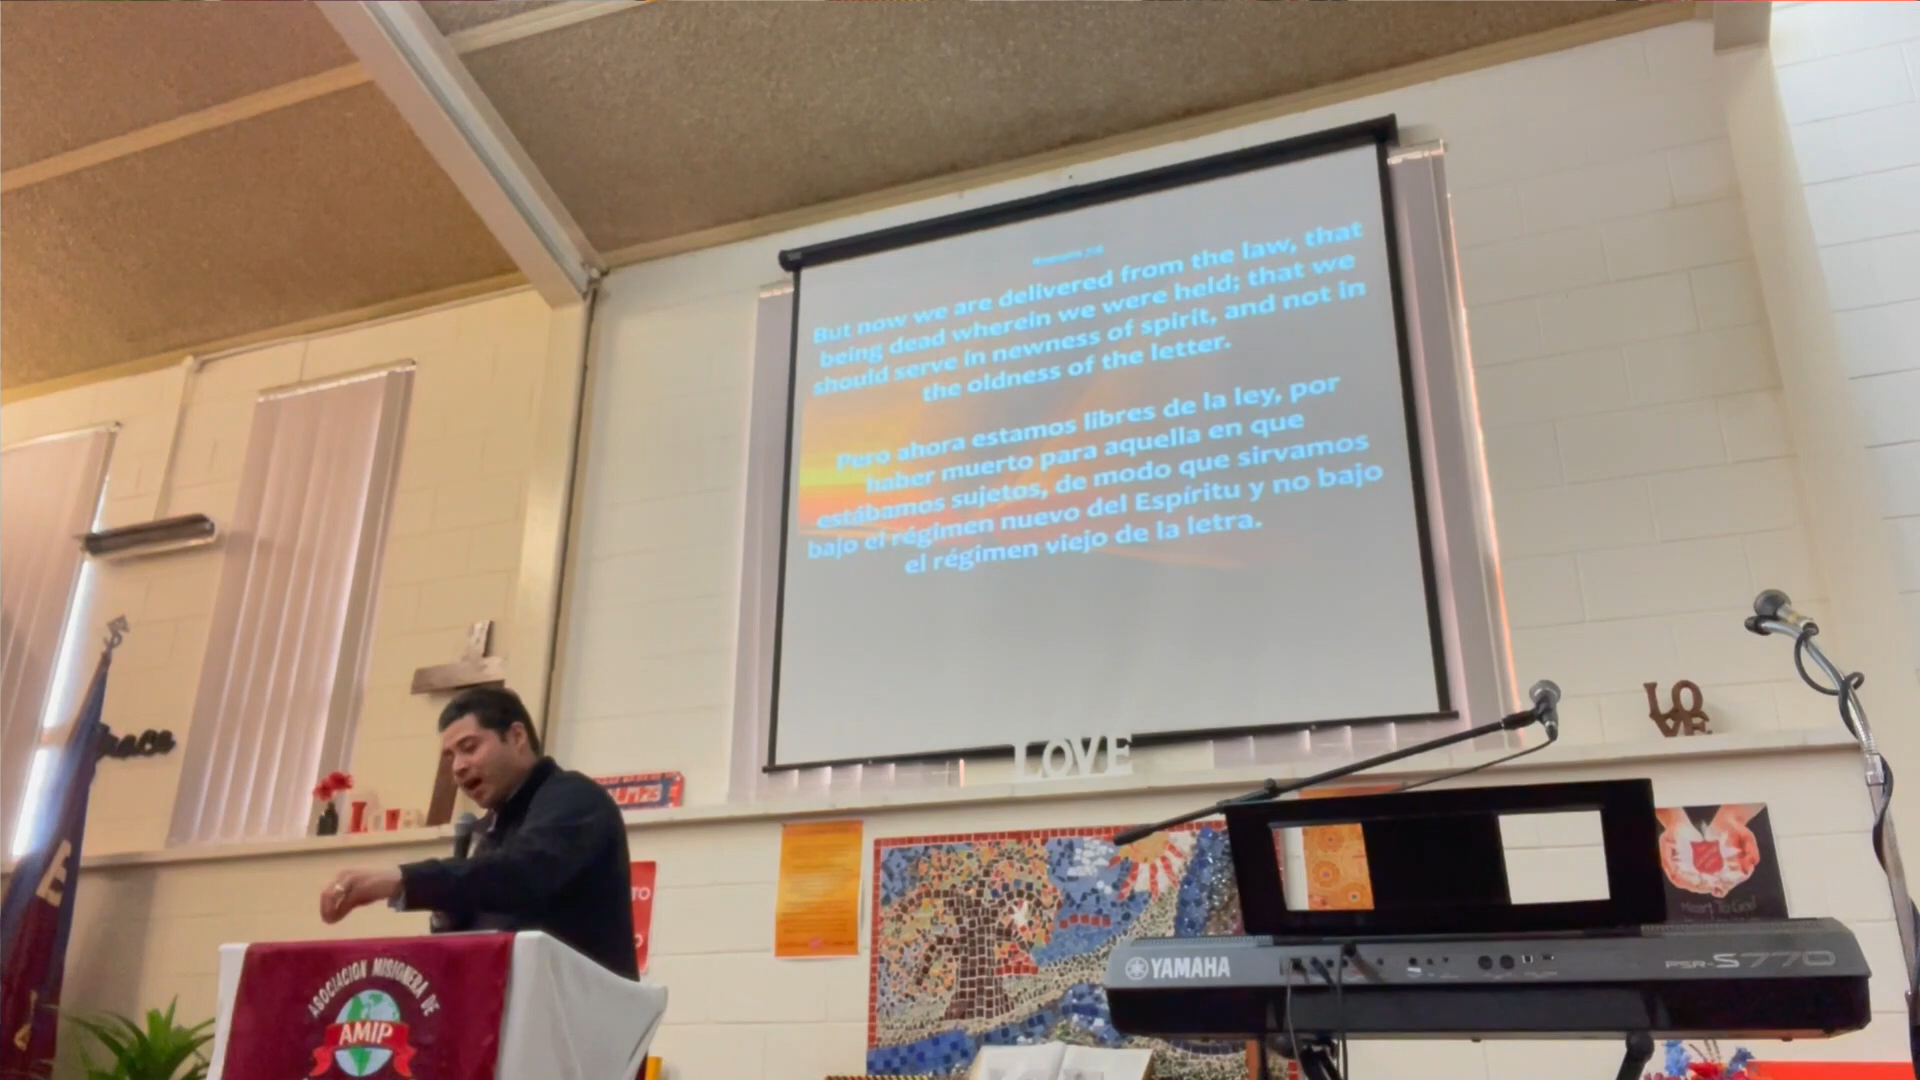 But now we are delivered from the law, that
being dead wherein we were held; that we
should serve in newness of spirit, and not in
the oldness of the letter.
Pero ahora estamos libres de la ley, por
haber muerto para aquella en que
estábamos sujetos, de modo que sirvamos
bajo el régimen nuevo del Espíritu y no bajo
el régimen viejo de la letra.
LO
VE
LOVE
YAMAHA
PSR-S770
ASOCIACION MISIONERA DE
AMIP